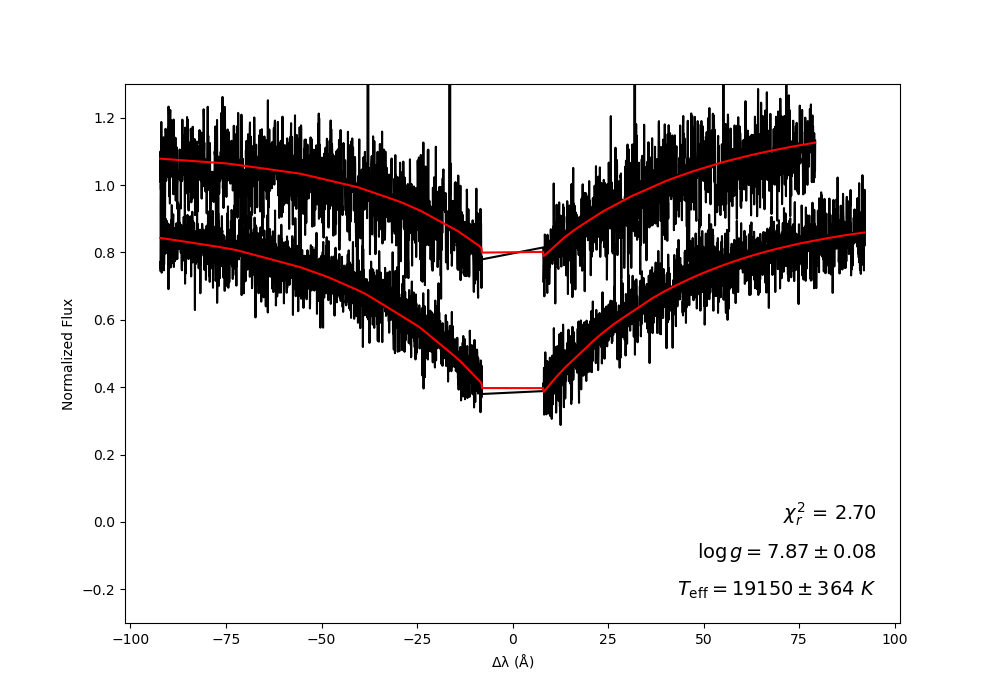 1.2
1.0
0.8
0.6
0.4
0.2
0.0
−0.2
Normalized Flux
χ²ᵣ = 2.70
log g = 7.87 ± 0.08
T_eff = 19150 ± 364 K
−100 −75 −50 −25 0 25 50 75 100
Δλ (Å)